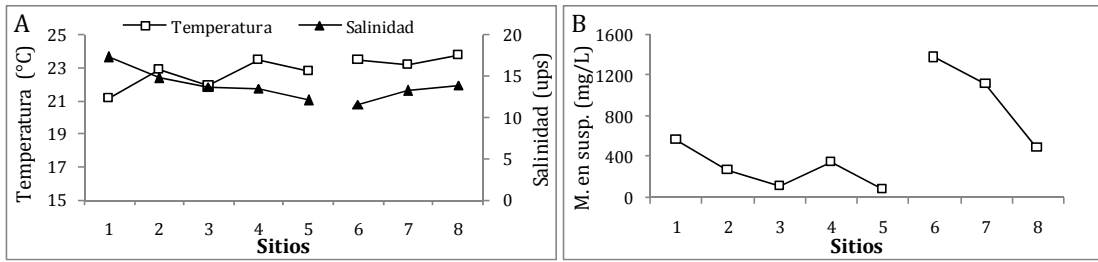 A
Temperatura
Salinidad
Temperatura (°C)
25
23
21
19
17
15
20
15
10
5
0
Salinidad (ups)
1 2 3 4 5 6 7 8
Sitios
B
M. en susp. (mg/L)
1600
1200
800
400
0
1 2 3 4 5 6 7 8
Sitios